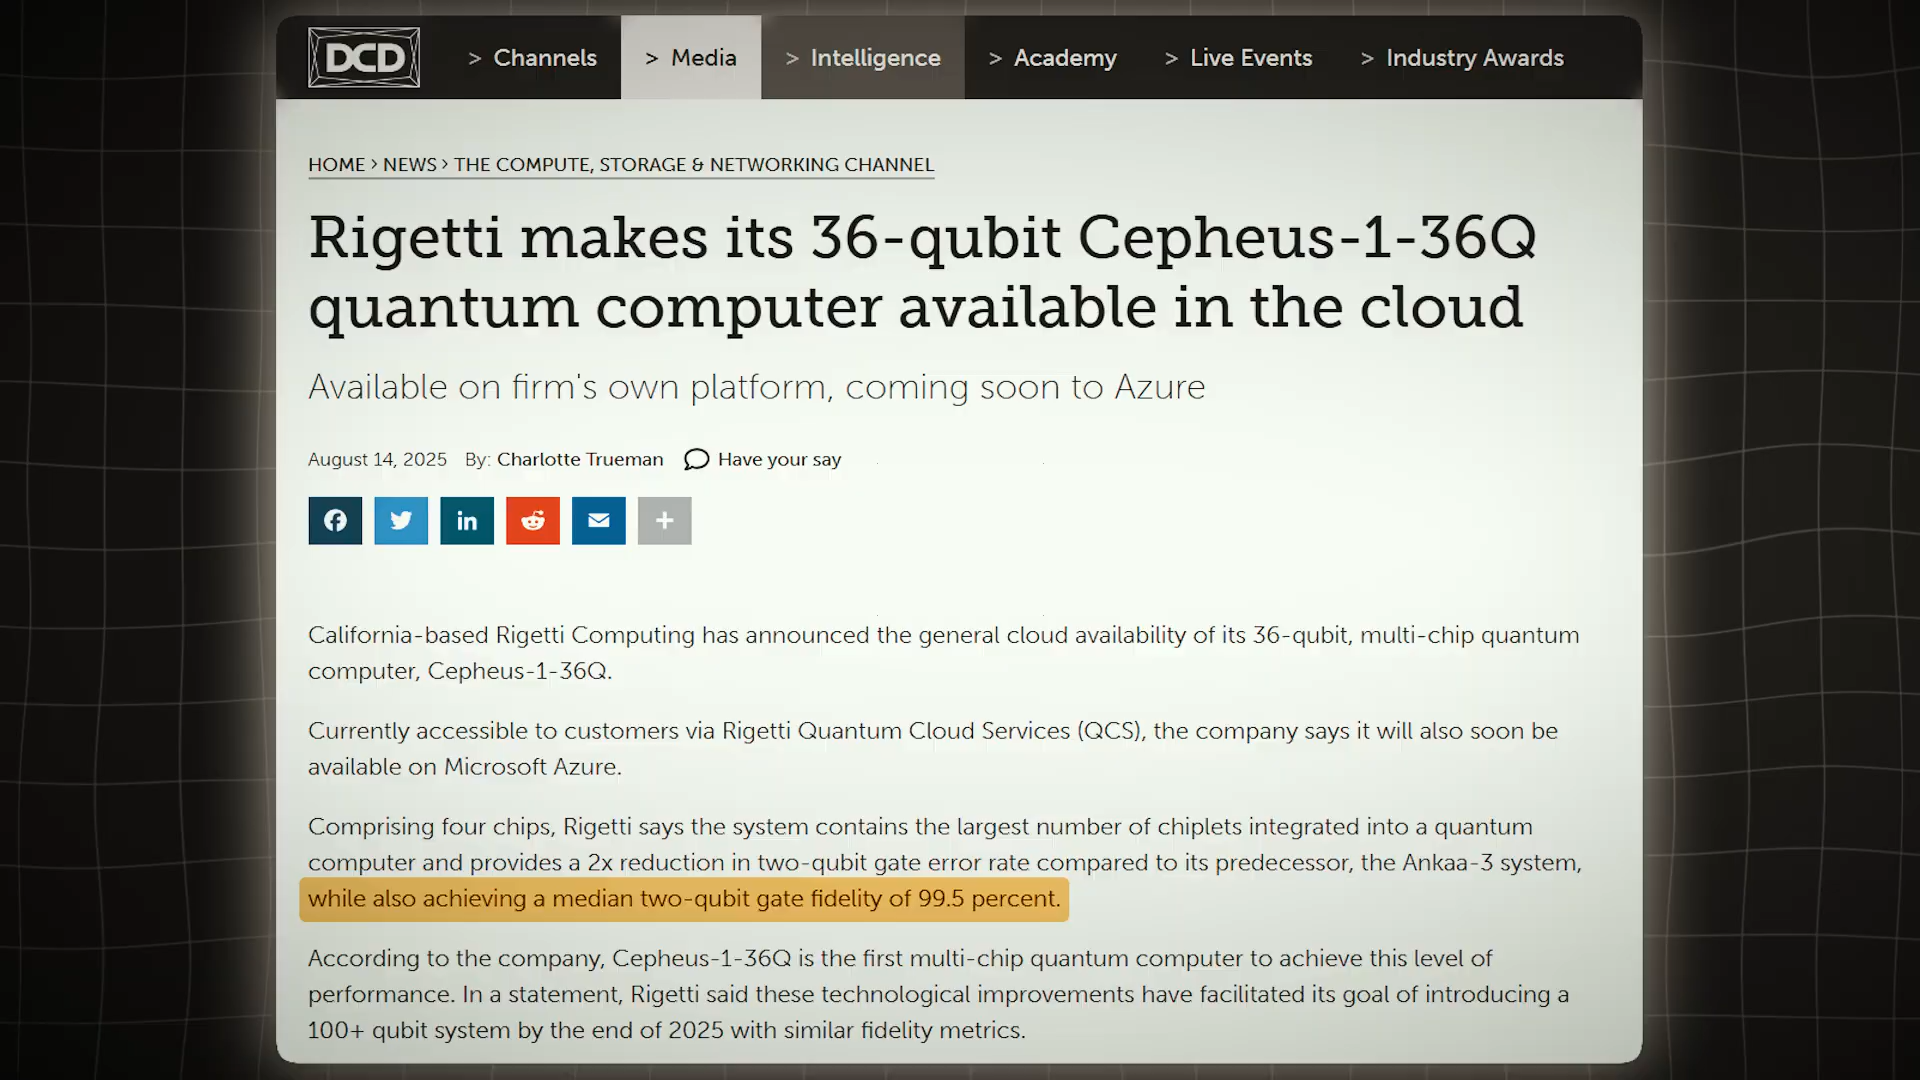 DCD > Channels > Media > Intelligence > Academy > Live Events > Industry Awards
HOME > NEWS > THE COMPUTE, STORAGE & NETWORKING CHANNEL
Rigetti makes its 36-qubit Cepheus-1-36Q
quantum computer available in the cloud
Available on firm's own platform, coming soon to Azure
August 14, 2025 By: Charlotte Trueman Have your say
California-based Rigetti Computing has announced the general cloud availability of its 36-qubit, multi-chip quantum
computer, Cepheus-1-36Q.
Currently accessible to customers via Rigetti Quantum Cloud Services (QCS), the company says it will also soon be
available on Microsoft Azure.
Comprising four chips, Rigetti says the system contains the largest number of chiplets integrated into a quantum
computer and provides a 2x reduction in two-qubit gate error rate compared to its predecessor, the Ankaa-3 system,
while also achieving a median two-qubit gate fidelity of 99.5 percent.
According to the company, Cepheus-1-36Q is the first multi-chip quantum computer to achieve this level of
performance. In a statement, Rigetti said these technological improvements have facilitated its goal of introducing a
100+ qubit system by the end of 2025 with similar fidelity metrics.